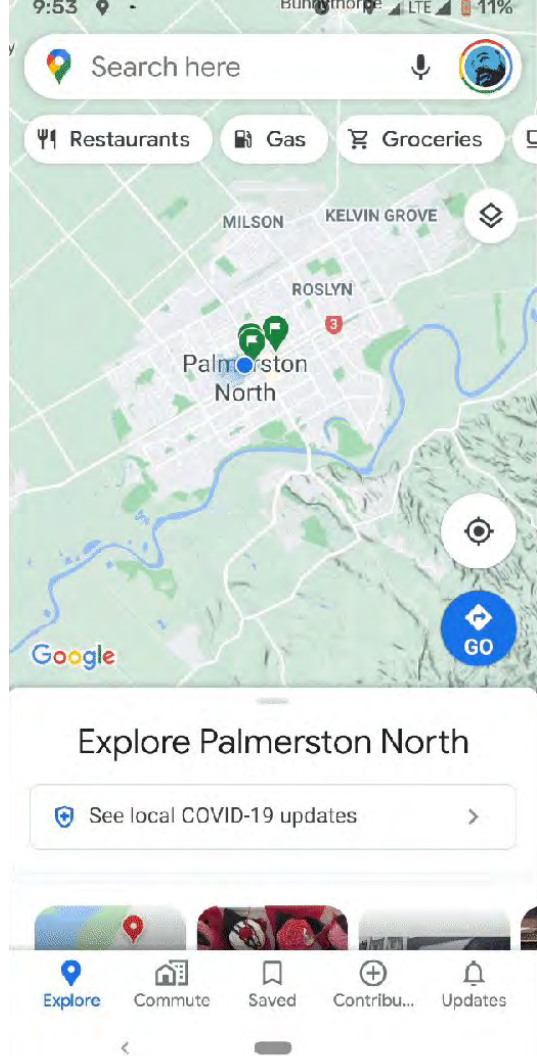 9:53 Bunnythorpe LTE 11%
Search here
Restaurants Gas Groceries
MILSON KELVIN GROVE
ROSLYN
3
Palmerston
North
Google
GO
Explore Palmerston North
See local COVID-19 updates
Explore Commute Saved Contribu... Updates